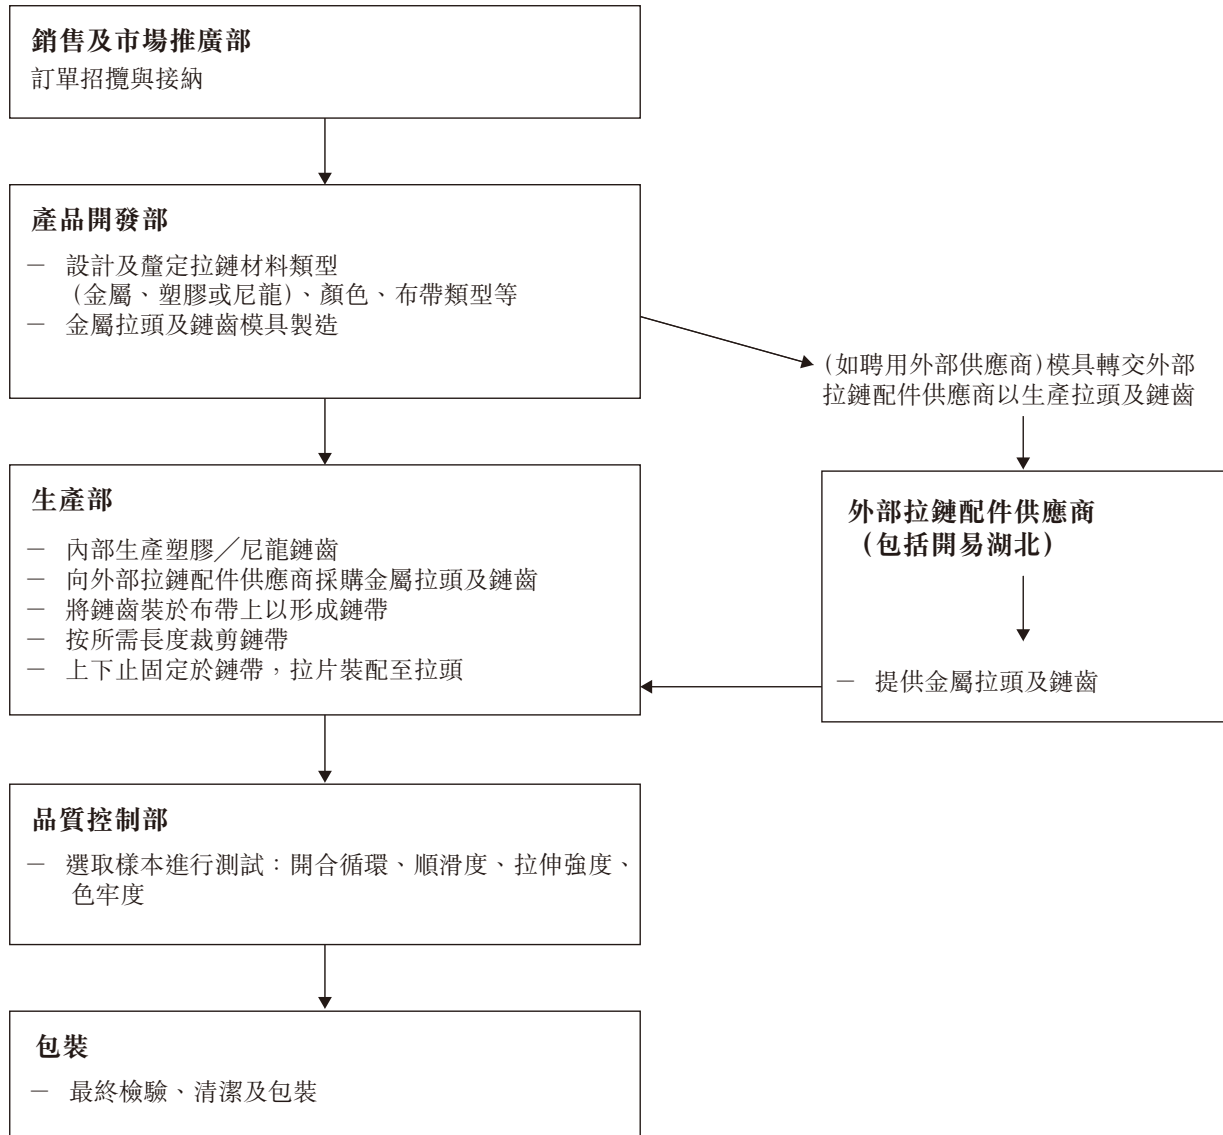 銷售及市場推廣部
訂單招攬與接納
產品開發部
— 設計及釐定拉鏈材料類型
(金屬、塑膠或尼龍)、顏色、布帶類型等
— 金屬拉頭及鏈齒模具製造
(如聘用外部供應商)模具轉交外部
拉鏈配件供應商以生產拉頭及鏈齒
生產部
— 內部生產塑膠╱尼龍鏈齒
— 向外部拉鏈配件供應商採購金屬拉頭及鏈齒
— 將鏈齒裝於布帶上以形成鏈帶
— 按所需長度裁剪鏈帶
— 上下止固定於鏈帶，拉片裝配至拉頭
外部拉鏈配件供應商
(包括開易湖北)
— 提供金屬拉頭及鏈齒
品質控制部
— 選取樣本進行測試：開合循環、順滑度、拉伸強度、
色牢度
包裝
— 最終檢驗、清潔及包裝